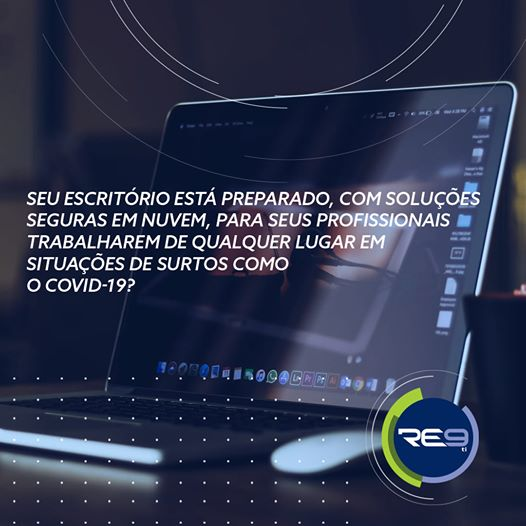 SEU ESCRITÓRIO ESTÁ PREPARADO, COM SOLUÇÕES
SEGURAS EM NUVEM, PARA SEUS PROFISSIONAIS
TRABALHAREM DE QUALQUER LUGAR EM
SITUAÇÕES DE SURTOS COMO
O COVID-19?
RE9
ti